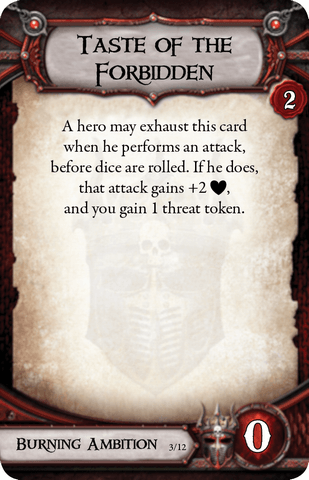 Taste of the
Forbidden
2
A hero may exhaust this card
when he performs an attack,
before dice are rolled. If he does,
that attack gains +2 ♥,
and you gain 1 threat token.
Burning Ambition 3/12
0